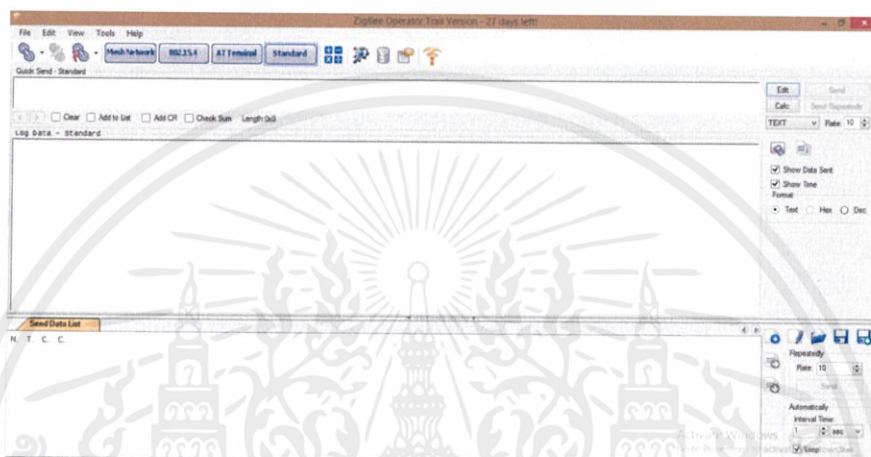 ZigBee Operator Trail Version - 27 days left!
File Edit View Tools Help
Mesh Network 802.15.4 AT Terminal Standard
Quick Send - Standard
Edit Send
Calc Send Repeatedly
Clear Add to List Add CR Check Sum Length:0x0
TEXT Rate: 10
Log Data - Standard
Show Data Sent
Show Time
Format
Text Hex Dec
Send Data List
N. T. C. C.
Repeatedly
Rate: 10
Send
Automatically
Interval Time:
1 sec
Loop
Activate Windows